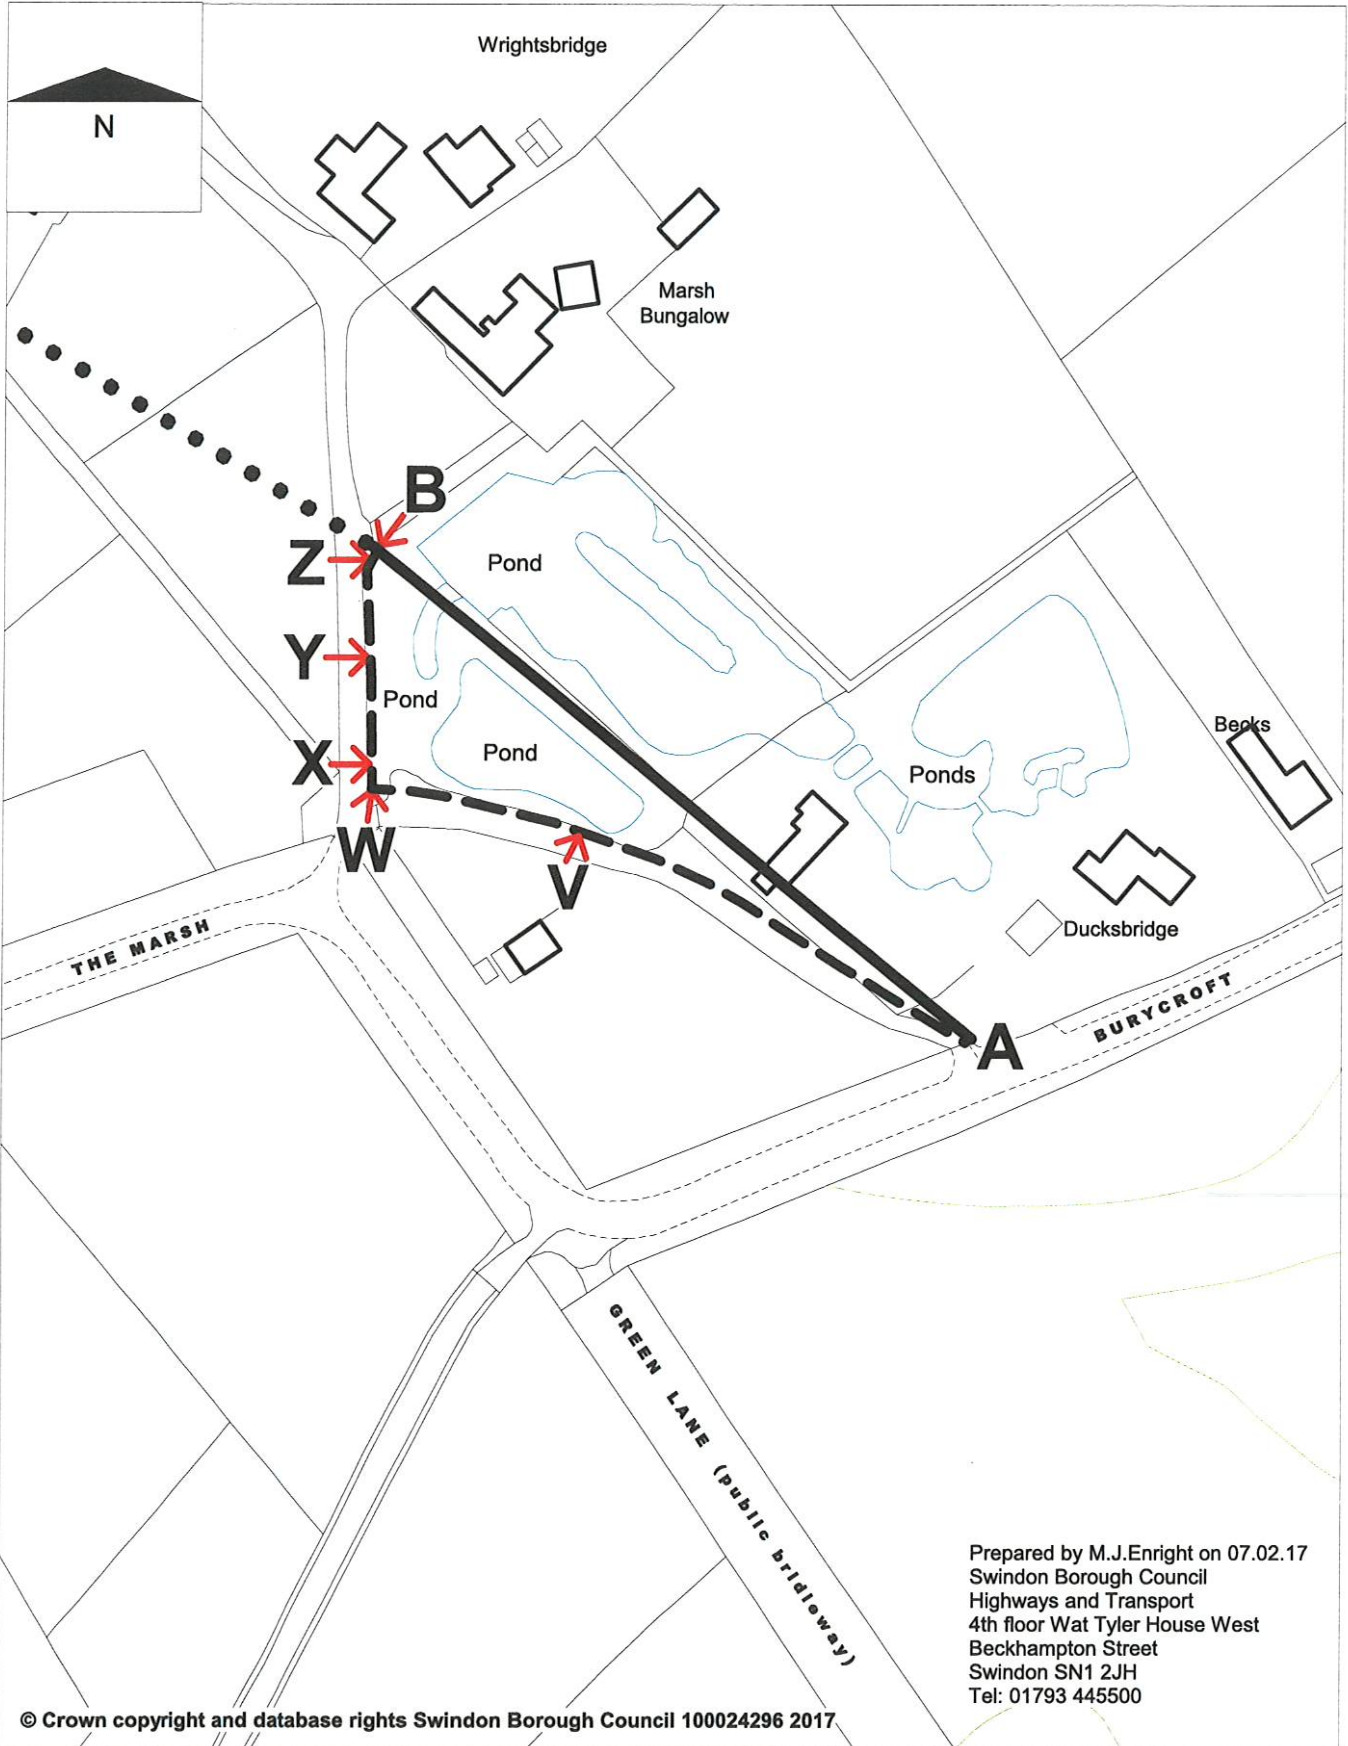 Wrightsbridge
N
Marsh
Bungalow
B
Pond
Z
Y
Pond
Pond
Becks
X
Ponds
W
V
THE MARSH
Ducksbridge
BURYCROFT
A
GREEN LANE (public bridleway)
Prepared by M.J.Enright on 07.02.17
Swindon Borough Council
Highways and Transport
4th floor Wat Tyler House West
Beckhampton Street
Swindon SN1 2JH
Tel: 01793 445500
© Crown copyright and database rights Swindon Borough Council 100024296 2017